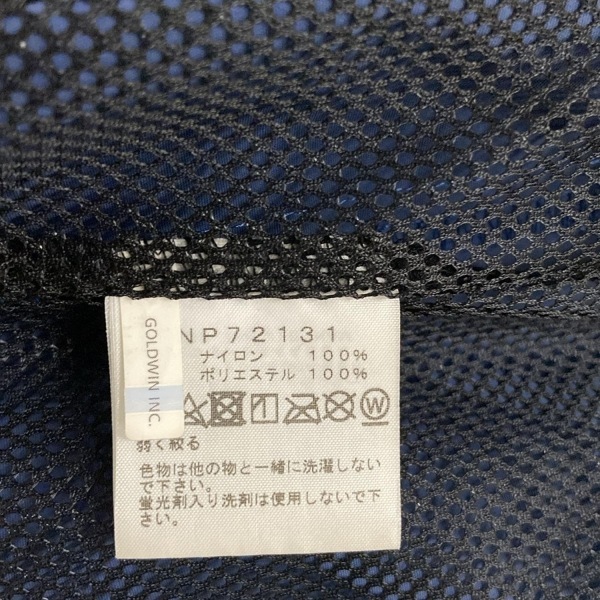 GOLDWIN INC.
NP72131
ナイロン 100%
ポリエステル 100%
弱く絞る
色物は他の物と一緒に洗濯しない
で下さい。
蛍光剤入り洗剤は使用しないで下
さい。